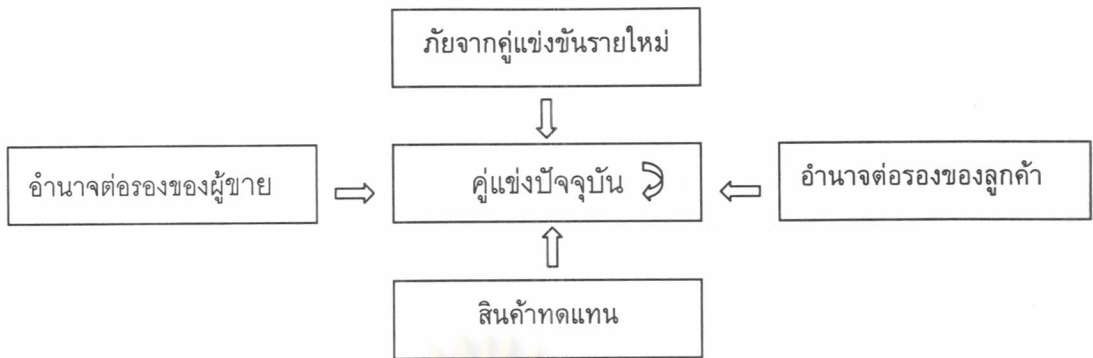 ภัยจากคู่แข่งขันรายใหม่
อำนาจต่อรองของผู้ขาย
คู่แข่งปัจจุบัน
อำนาจต่อรองของลูกค้า
สินค้าทดแทน